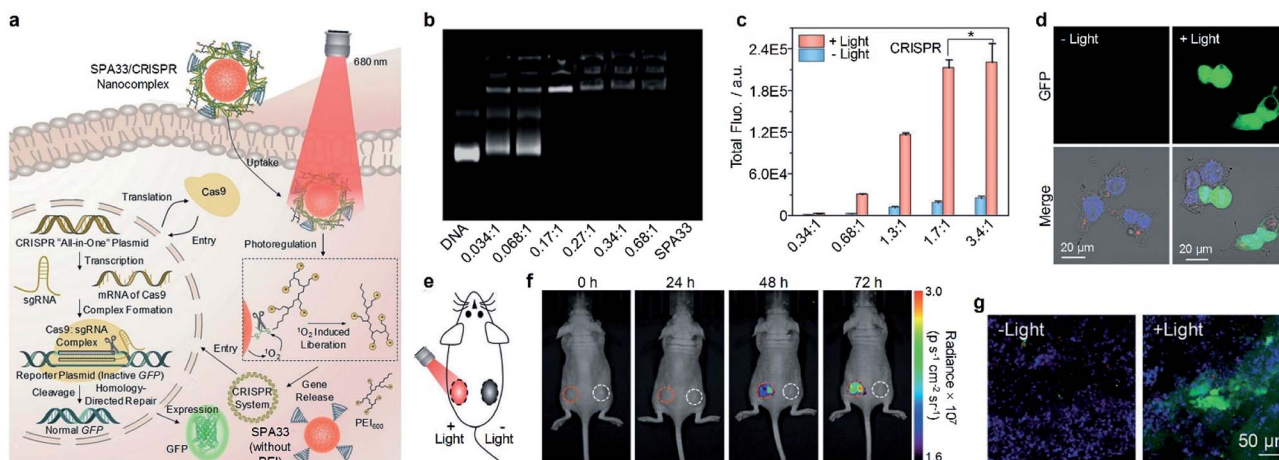 a
SPA33/CRISPR
Nanocomplex
680 nm
Uptake
Translation
Cas9
Entry
CRISPR "All-in-One" Plasmid
Transcription
sgRNA
mRNA of Cas9
Complex Formation
Cas9: sgRNA
Complex
Reporter Plasmid (Inactive GFP)
Cleavage
Homology-
Directed Repair
Normal GFP
Photoregulation
¹O₂
¹O₂ Induced
Liberation
Entry
CRISPR
System
Gene
Release
PEI₆₀₀
Expression
GFP
SPA33
(without
b
DNA
0.034:1
0.068:1
0.17:1
0.27:1
0.34:1
0.68:1
SPA33
c
+ Light
- Light
CRISPR
*
Total Fluo. / a.u.
2.4E5
1.2E5
0E4
0.34:1
0.68:1
1.3:1
1.7:1
3.4:1
d
- Light
+ Light
GFP
Merge
20 µm
20 µm
e
+
Light
-
Light
f
0 h
24 h
48 h
72 h
3.0
1.6
Radiance × 10⁷
(p s⁻¹ cm⁻² sr⁻¹)
g
-Light
+Light
50 µm